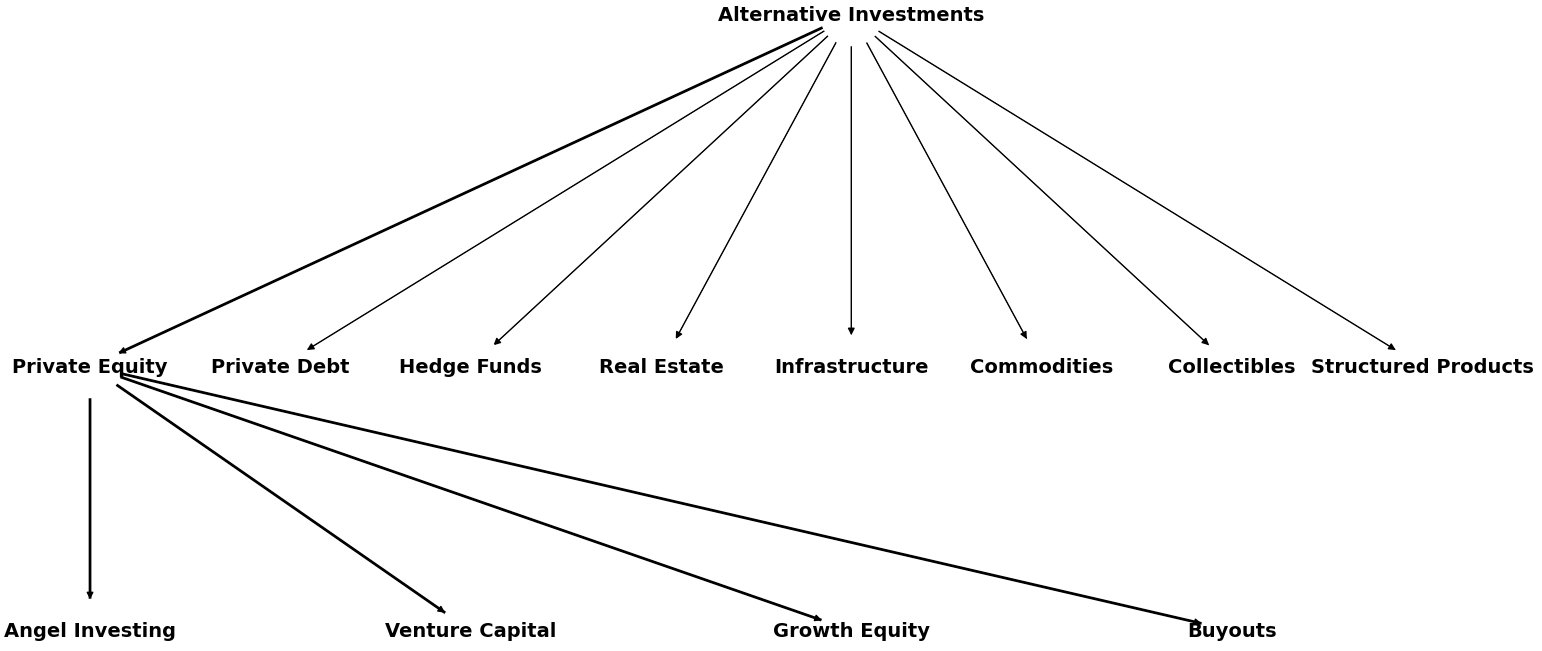 Alternative Investments
Private Equity
Private Debt
Hedge Funds
Real Estate
Infrastructure
Commodities
Collectibles
Structured Products
Angel Investing
Venture Capital
Growth Equity
Buyouts